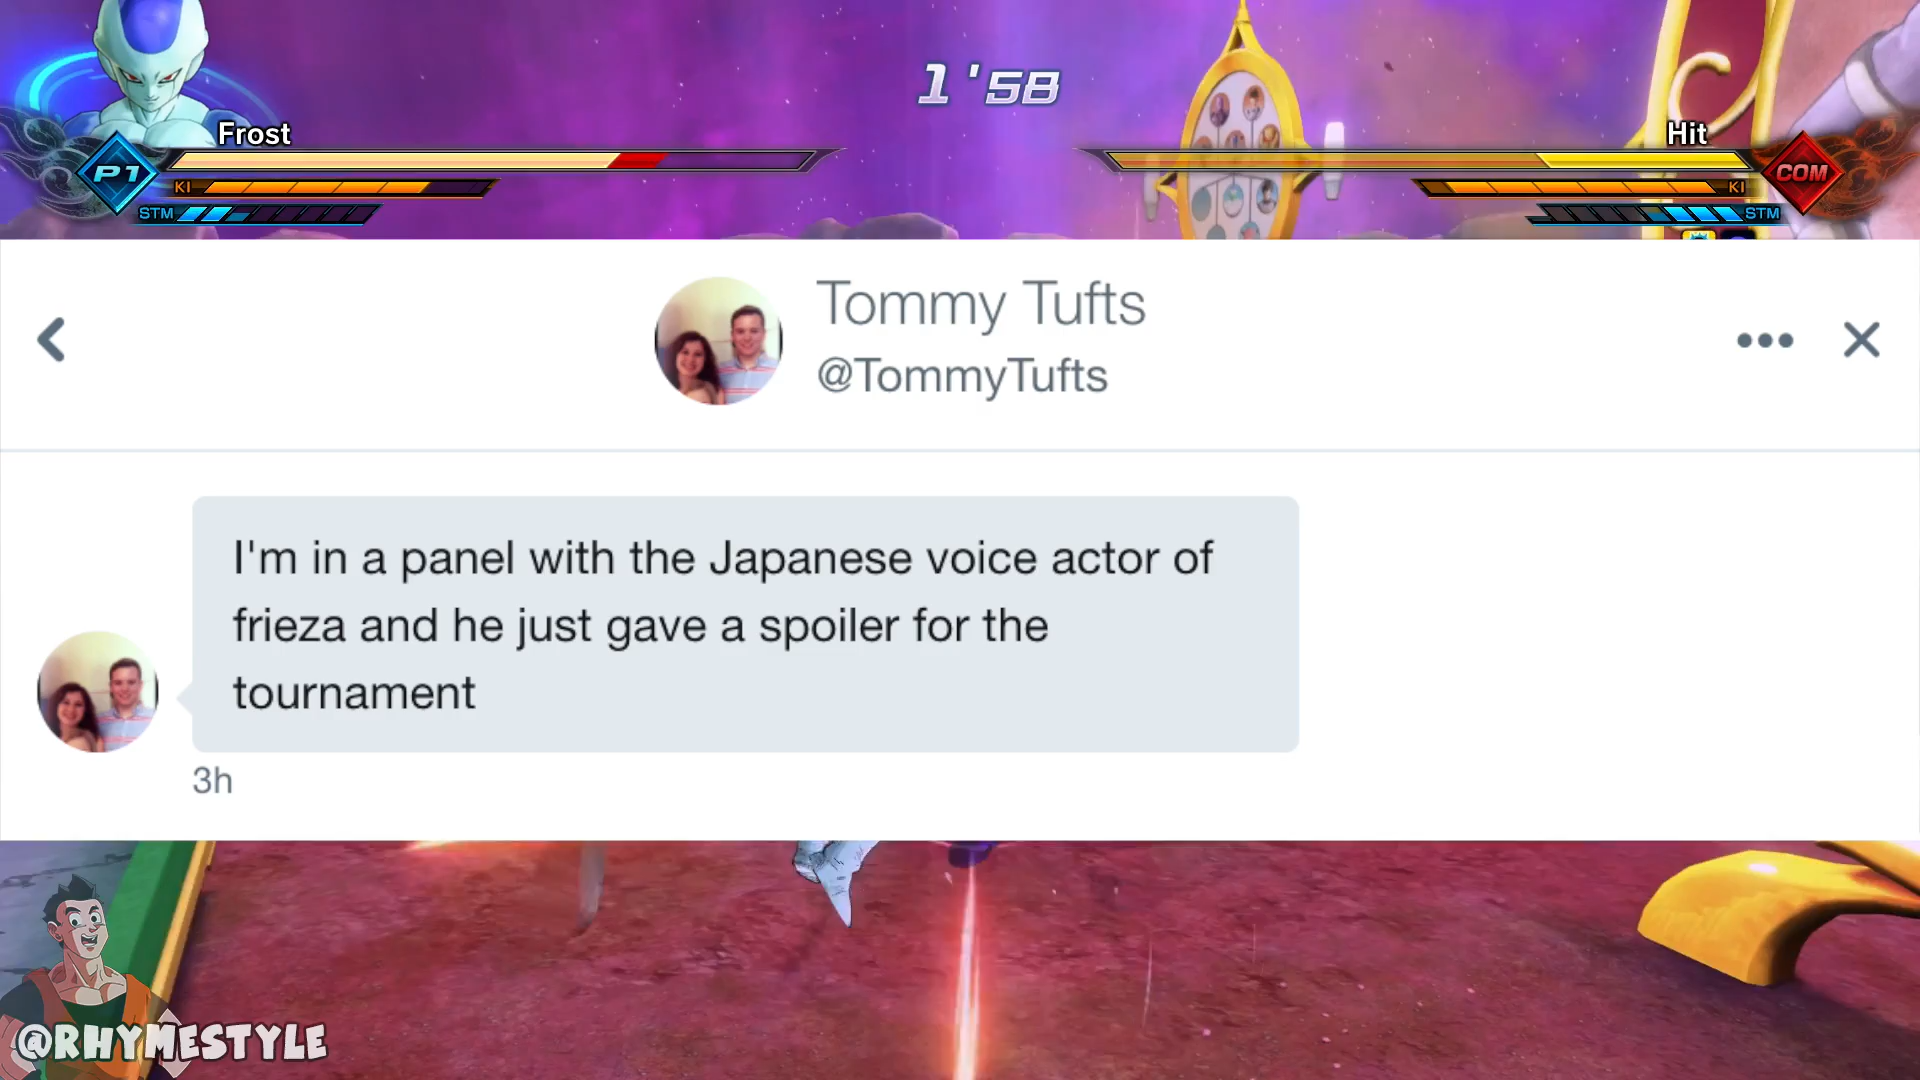 1'58
Frost
Hit
P1
COM
KI
KI
STM
STM
Tommy Tufts
@TommyTufts
I'm in a panel with the Japanese voice actor of
frieza and he just gave a spoiler for the
tournament
3h
@RHYMESTYLE